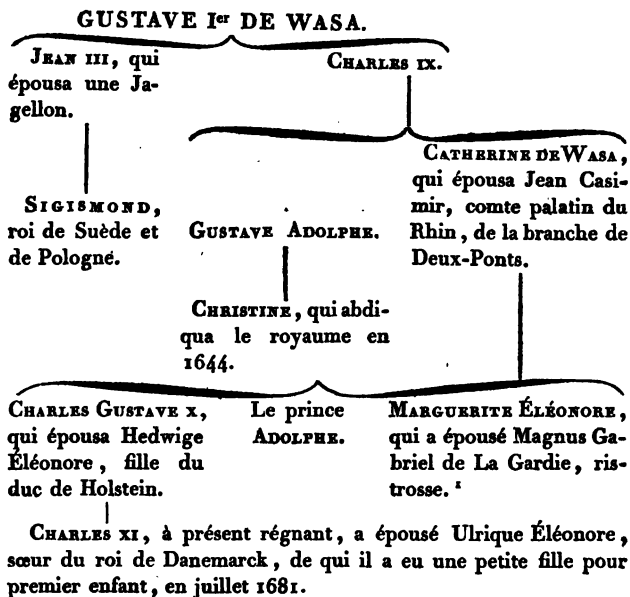 GUSTAVE Ier DE WASA.
JEAN III, qui
épousa une Ja-
gellon.
CHARLES IX.
SIGISMOND,
roi de Suède et
de Pologne.
GUSTAVE ADOLPHE.
CATHERINE DE WASA,
qui épousa Jean Casi-
mir, comte palatin du
Rhin, de la branche de
Deux-Ponts.
CHRISTINE, qui abdi-
qua le royaume en
1644.
CHARLES GUSTAVE X,
qui épousa Hedwige
Éléonore, fille du
duc de Holstein.
Le prince
ADOLPHE.
MARGUERITE ÉLÉONORE,
qui a épousé Magnus Ga-
briel de La Gardie, ris-
trosse. 1
CHARLES XI, à présent régnant, a épousé Ulrique Éléonore,
sœur du roi de Danemarck, de qui il a eu une petite fille pour
premier enfant, en juillet 1681.